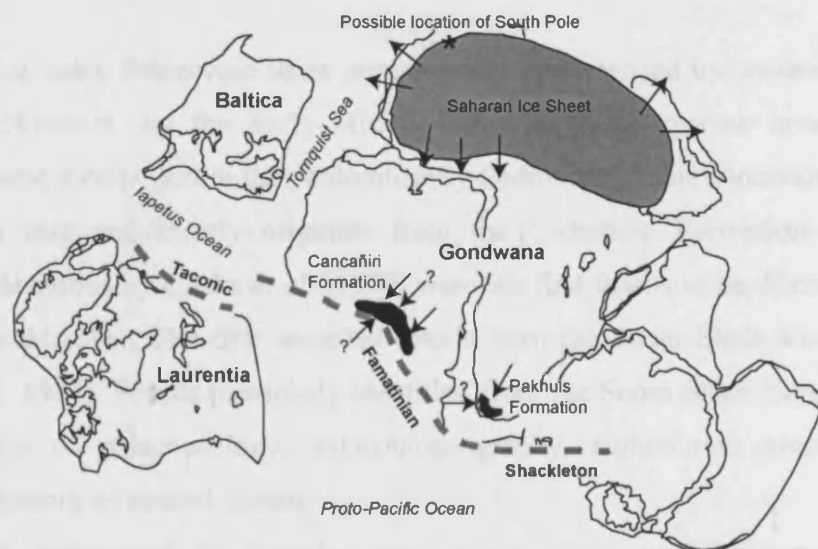 Possible location of South Pole
Baltica
Saharan Ice Sheet
Tornquist Sea
Iapetus Ocean
Gondwana
Cancañiri
Formation
?
?
Taconic
Laurentia
Famatinian
Pakhuis
Formation
?
Shackleton
Proto-Pacific Ocean